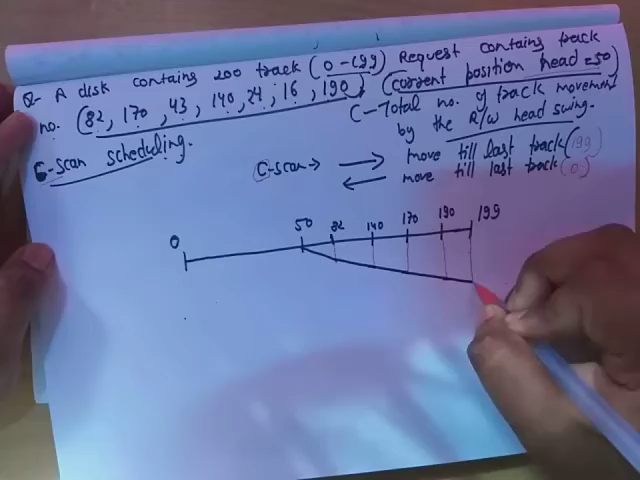 Q- A disk contains 200 track (0-199) Request contains track
no. (82, 170, 43, 140, 24, 16, 190). (current position head = 50)
C-Total no. of track movement
by the R/W head swing.
C-scan scheduling.
C-scan→ → move till last track (199)
← move till last track (0)
0 50 82 140 170 190 199